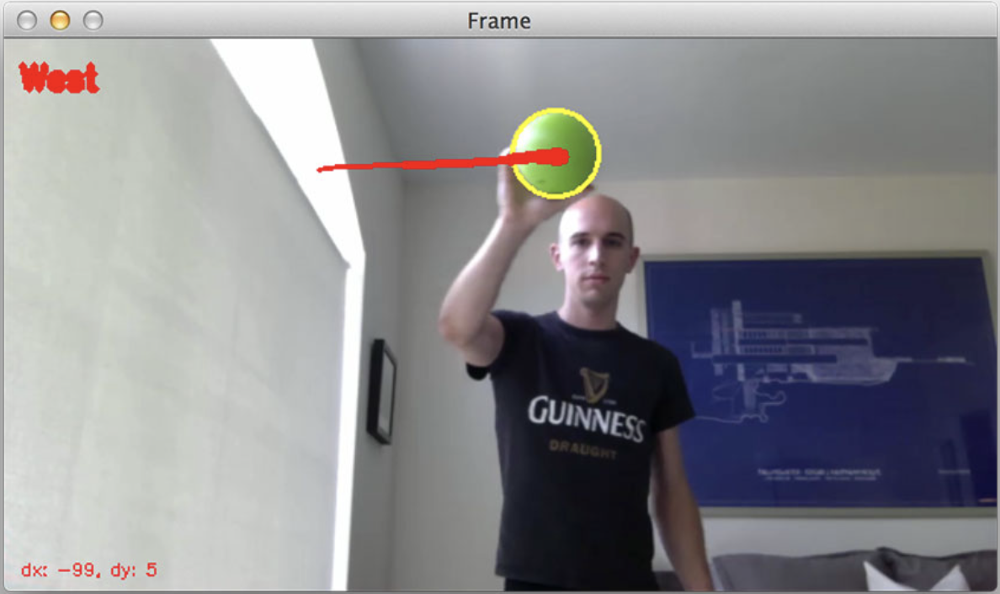 Frame
West
GUINNESS
DRAUGHT
dx: -99, dy: 5